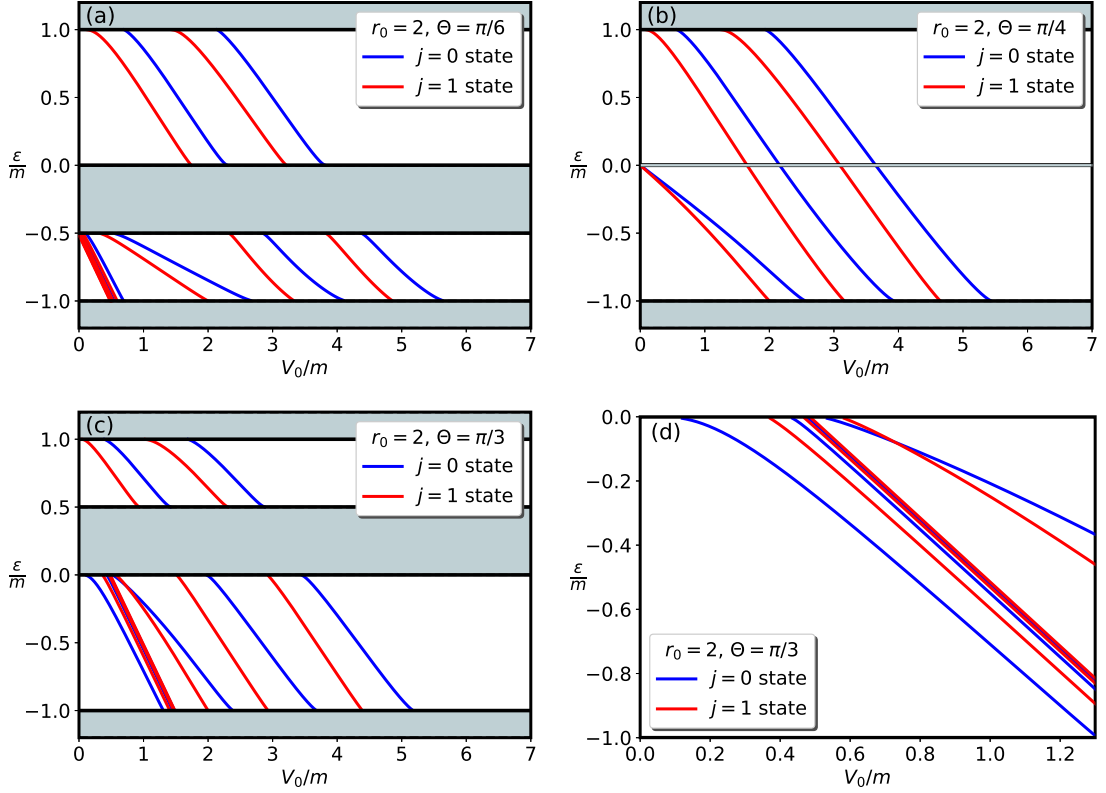 (a)
r₀ = 2, Θ = π/6
j = 0 state
j = 1 state
1.0
0.5
0.0
−0.5
−1.0
ε/m
0 1 2 3 4 5 6 7
V₀/m
(b)
r₀ = 2, Θ = π/4
j = 0 state
j = 1 state
1.0
0.5
0.0
−0.5
−1.0
ε/m
0 1 2 3 4 5 6 7
V₀/m
(c)
r₀ = 2, Θ = π/3
j = 0 state
j = 1 state
1.0
0.5
0.0
−0.5
−1.0
ε/m
0 1 2 3 4 5 6 7
V₀/m
(d)
0.0
−0.2
−0.4
−0.6
−0.8
−1.0
ε/m
r₀ = 2, Θ = π/3
j = 0 state
j = 1 state
0.0 0.2 0.4 0.6 0.8 1.0 1.2
V₀/m